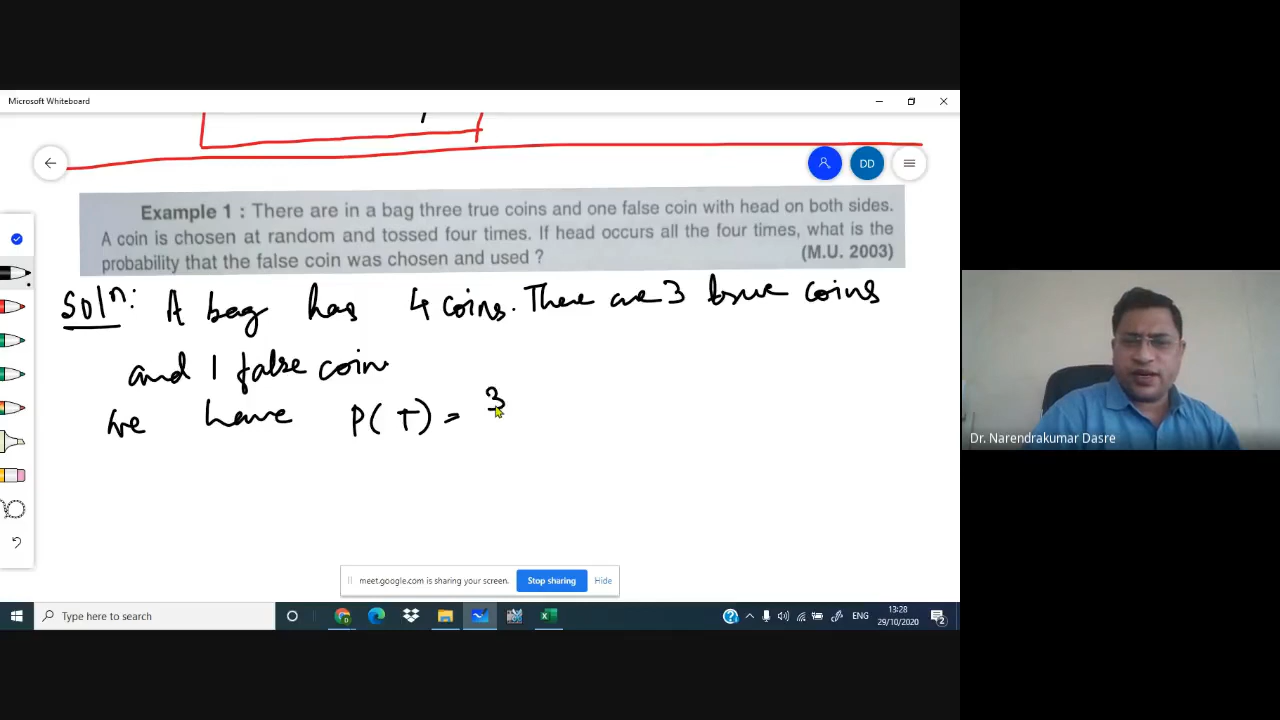 Microsoft Whiteboard
DD
Example 1 : There are in a bag three true coins and one false coin with head on both sides.
A coin is chosen at random and tossed four times. If head occurs all the four times, what is the
probability that the false coin was chosen and used ? (M.U. 2003)
Solⁿ: A bag has 4 coins. There are 3 true coins
and 1 false coin
we have P(T) = 3
Dr. Narendrakumar Dasre
meet.google.com is sharing your screen. Stop sharing Hide
Type here to search
ENG
13:28
29/10/2020
2